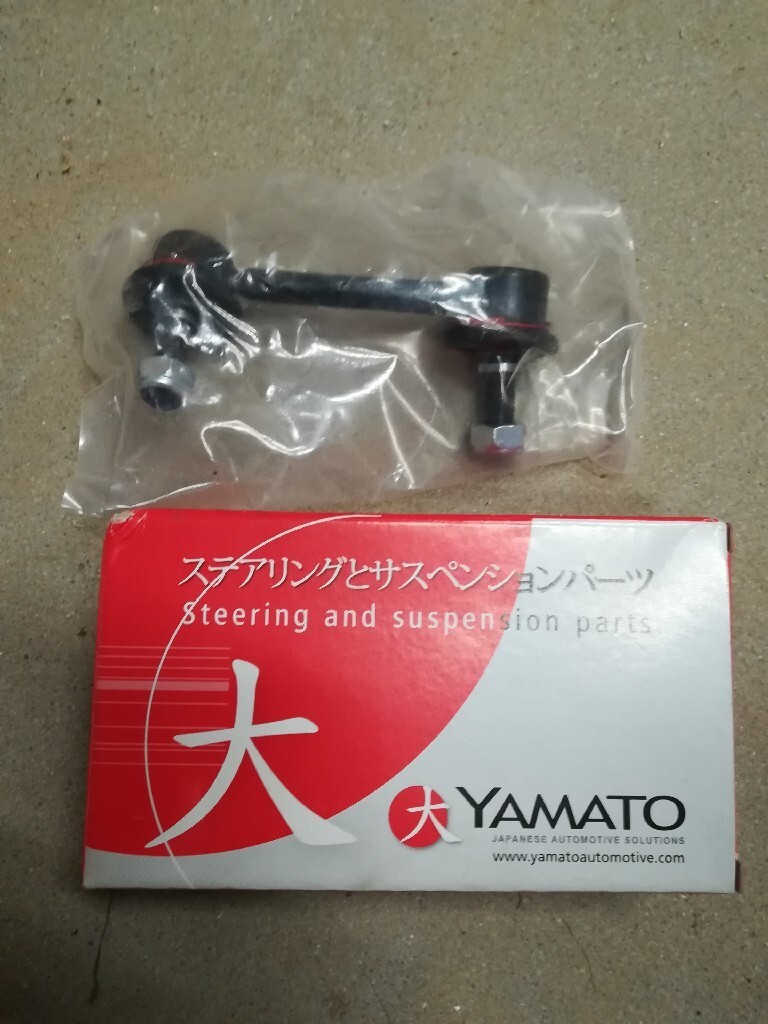 ステアリングとサスペンションパーツ
Steering and suspension parts
大
大 YAMATO
JAPANESE AUTOMOTIVE SOLUTIONS
www.yamatoautomotive.com